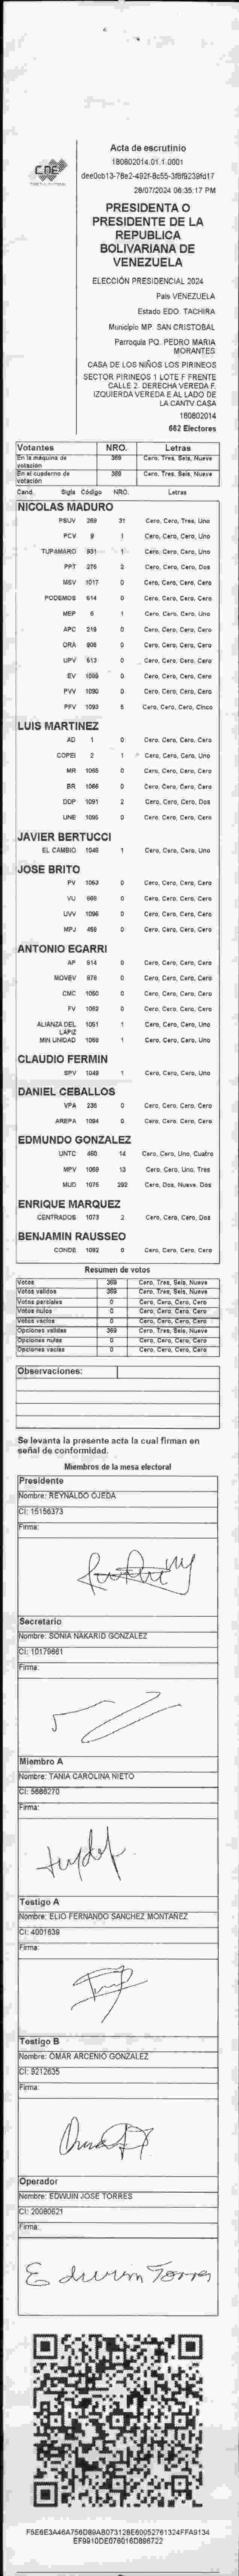 CNE
Acta de escrutinio
180802014.01.1.0001
dee0cb13-78e2-492f-8c55-3f8f9239fd17
28/07/2024 06:35:17 PM
PRESIDENTA O
PRESIDENTE DE LA
REPUBLICA
BOLIVARIANA DE
VENEZUELA
ELECCIÓN PRESIDENCIAL 2024
País VENEZUELA
Estado EDO. TACHIRA
Municipio MP. SAN CRISTOBAL
Parroquia PQ. PEDRO MARIA
MORANTES
CASA DE LOS NIÑOS LOS PIRINEOS
SECTOR PIRINEOS 1 LOTE F FRENTE
CALLE 2. DERECHA VEREDA F.
IZQUIERDA VEREDA E AL LADO DE
LA CANTV CASA
180802014
662 Electores
Votantes NRO. Letras
En la máquina de votación 369 Cero, Tres, Seis, Nueve
En el cuaderno de votación 369 Cero, Tres, Seis, Nueve
Cand. Sigla Código NRO. Letras
NICOLAS MADURO
PSUV 269 31 Cero, Cero, Tres, Uno
PCV 9 1 Cero, Cero, Cero, Uno
TUPAMARO 931 1 Cero, Cero, Cero, Uno
PPT 276 2 Cero, Cero, Cero, Dos
MSV 1017 0 Cero, Cero, Cero, Cero
PODEMOS 614 0 Cero, Cero, Cero, Cero
MEP 6 1 Cero, Cero, Cero, Uno
APC 219 0 Cero, Cero, Cero, Cero
ORA 906 0 Cero, Cero, Cero, Cero
UPV 613 0 Cero, Cero, Cero, Cero
EV 1089 0 Cero, Cero, Cero, Cero
PVV 1090 0 Cero, Cero, Cero, Cero
PFV 1093 5 Cero, Cero, Cero, Cinco
LUIS MARTINEZ
AD 1 0 Cero, Cero, Cero, Cero
COPEI 2 1 Cero, Cero, Cero, Uno
MR 1065 0 Cero, Cero, Cero, Cero
BR 1066 0 Cero, Cero, Cero, Cero
DDP 1091 2 Cero, Cero, Cero, Dos
UNE 1095 0 Cero, Cero, Cero, Cero
JAVIER BERTUCCI
EL CAMBIO 1048 1 Cero, Cero, Cero, Uno
JOSE BRITO
PV 1063 0 Cero, Cero, Cero, Cero
VU 668 0 Cero, Cero, Cero, Cero
UVV 1096 0 Cero, Cero, Cero, Cero
MPJ 459 0 Cero, Cero, Cero, Cero
ANTONIO ECARRI
AP 914 0 Cero, Cero, Cero, Cero
MOVEV 978 0 Cero, Cero, Cero, Cero
CMC 1050 0 Cero, Cero, Cero, Cero
FV 1062 0 Cero, Cero, Cero, Cero
ALIANZA DEL LÁPIZ 1051 1 Cero, Cero, Cero, Uno
MIN UNIDAD 1069 1 Cero, Cero, Cero, Uno
CLAUDIO FERMIN
SPV 1049 1 Cero, Cero, Cero, Uno
DANIEL CEBALLOS
VPA 236 0 Cero, Cero, Cero, Cero
AREPA 1094 0 Cero, Cero, Cero, Cero
EDMUNDO GONZALEZ
UNTC 460 14 Cero, Cero, Uno, Cuatro
MPV 1068 13 Cero, Cero, Uno, Tres
MUD 1075 292 Cero, Dos, Nueve, Dos
ENRIQUE MARQUEZ
CENTRADOS 1073 2 Cero, Cero, Cero, Dos
BENJAMIN RAUSSEO
CONDE 1092 0 Cero, Cero, Cero, Cero
Resumen de votos
Votos 369 Cero, Tres, Seis, Nueve
Votos validos 369 Cero, Tres, Seis, Nueve
Votos parciales 0 Cero, Cero, Cero, Cero
Votos nulos 0 Cero, Cero, Cero, Cero
Votos vacios 0 Cero, Cero, Cero, Cero
Opciones validas 369 Cero, Tres, Seis, Nueve
Opciones nulas 0 Cero, Cero, Cero, Cero
Opciones vacias 0 Cero, Cero, Cero, Cero
Observaciones:
Se levanta la presente acta la cual firman en
señal de conformidad.
Miembros de la mesa electoral
Presidente
Nombre: REYNALDO OJEDA
CI: 15156373
Firma:
Secretario
Nombre: SONIA NAKARID GONZALEZ
CI: 10179661
Firma:
Miembro A
Nombre: TANIA CAROLINA NIETO
CI: 5688270
Firma:
Testigo A
Nombre: ELIO FERNANDO SANCHEZ MONTAÑEZ
CI: 4001639
Firma:
Testigo B
Nombre: OMAR ARCENIO GONZALEZ
CI: 9212635
Firma:
Operador
Nombre: EDWUIN JOSE TORRES
CI: 20080621
Firma:
Edwuin Torres
F5E6E3A46A756D89AB073128E60052761324FFA9134
EF9910DE076016D896722